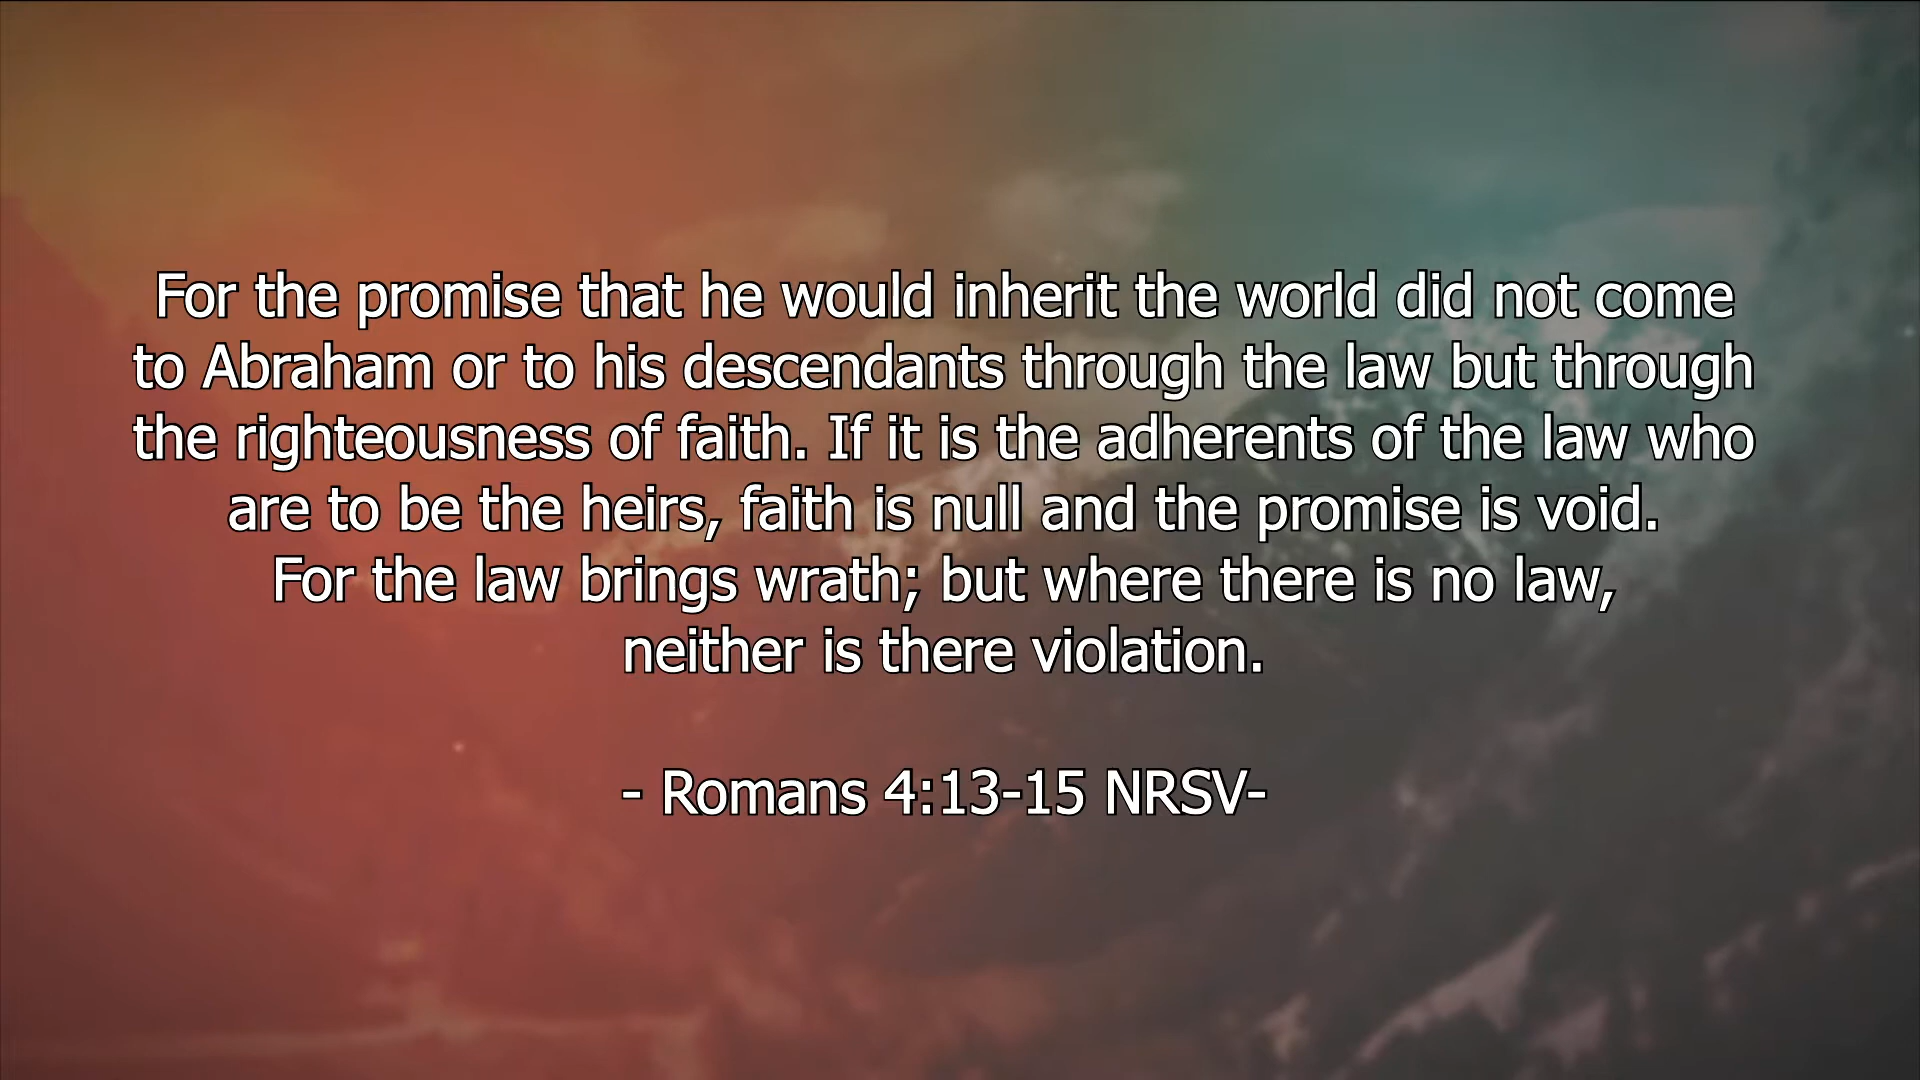 For the promise that he would inherit the world did not come
to Abraham or to his descendants through the law but through
the righteousness of faith. If it is the adherents of the law who
are to be the heirs, faith is null and the promise is void.
For the law brings wrath; but where there is no law,
neither is there violation.
- Romans 4:13-15 NRSV-